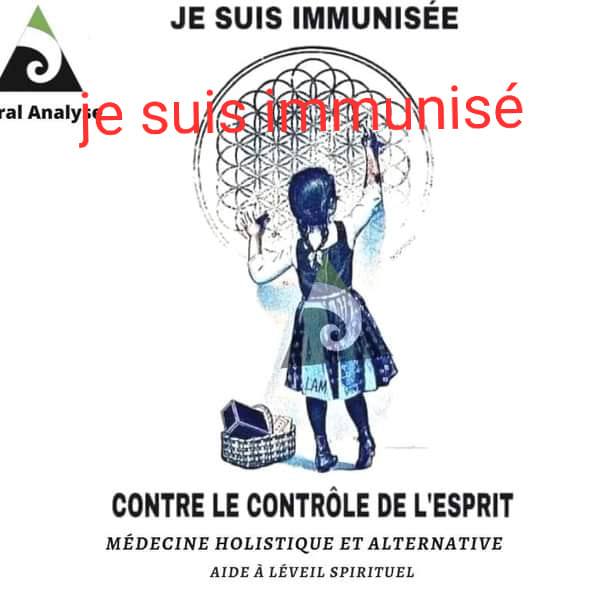 JE SUIS IMMUNISÉE
je suis immunisé
ral Analyse
LAM
CONTRE LE CONTRÔLE DE L'ESPRIT
MÉDECINE HOLISTIQUE ET ALTERNATIVE
AIDE À LÉVEIL SPIRITUEL